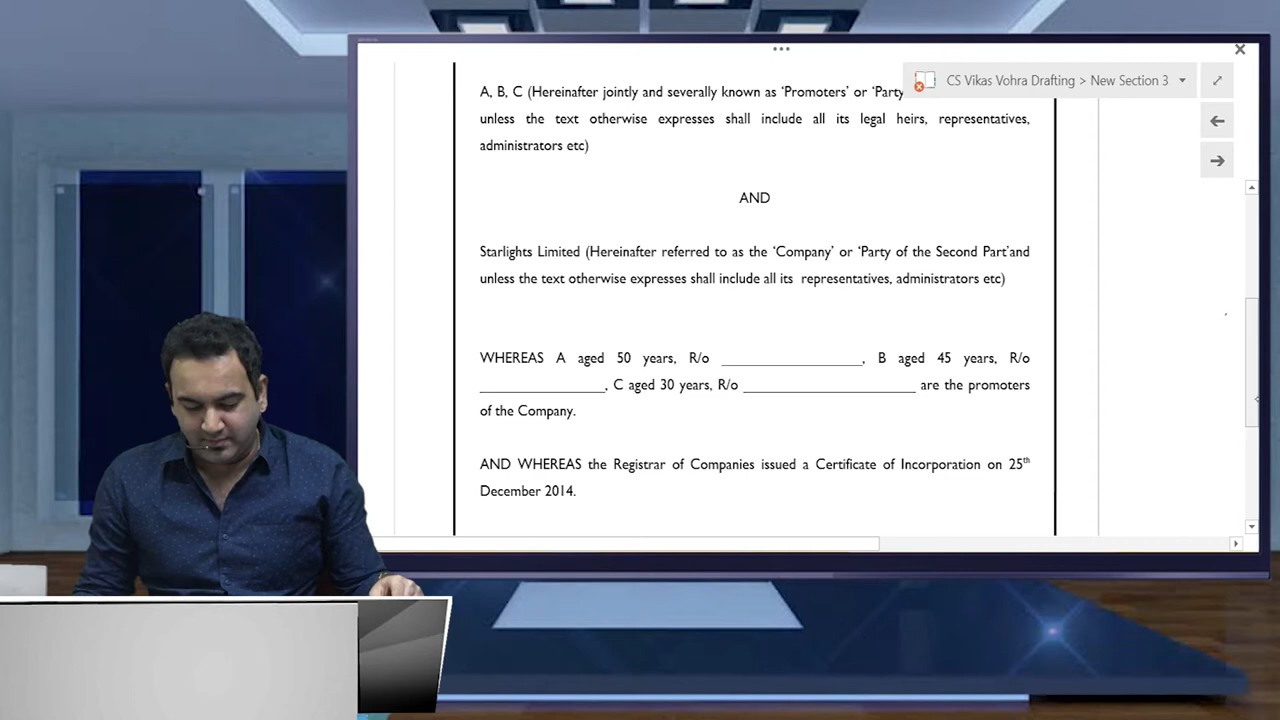 CS Vikas Vohra Drafting > New Section 3
A, B, C (Hereinafter jointly and severally known as ‘Promoters’ or ‘Party
unless the text otherwise expresses shall include all its legal heirs, representatives,
administrators etc)
AND
Starlights Limited (Hereinafter referred to as the ‘Company’ or ‘Party of the Second Part’and
unless the text otherwise expresses shall include all its representatives, administrators etc)
WHEREAS A aged 50 years, R/o ________________, B aged 45 years, R/o
______________, C aged 30 years, R/o ____________________ are the promoters
of the Company.
AND WHEREAS the Registrar of Companies issued a Certificate of Incorporation on 25th
December 2014.